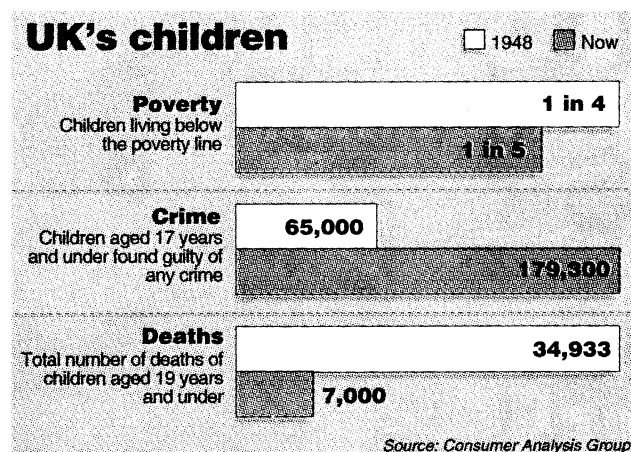 UK's children
1948 Now
Poverty
Children living below
the poverty line
1 in 4
1 in 5
Crime
Children aged 17 years
and under found guilty of
any crime
65,000
179,300
Deaths
Total number of deaths of
children aged 19 years
and under
34,933
7,000
Source: Consumer Analysis Group